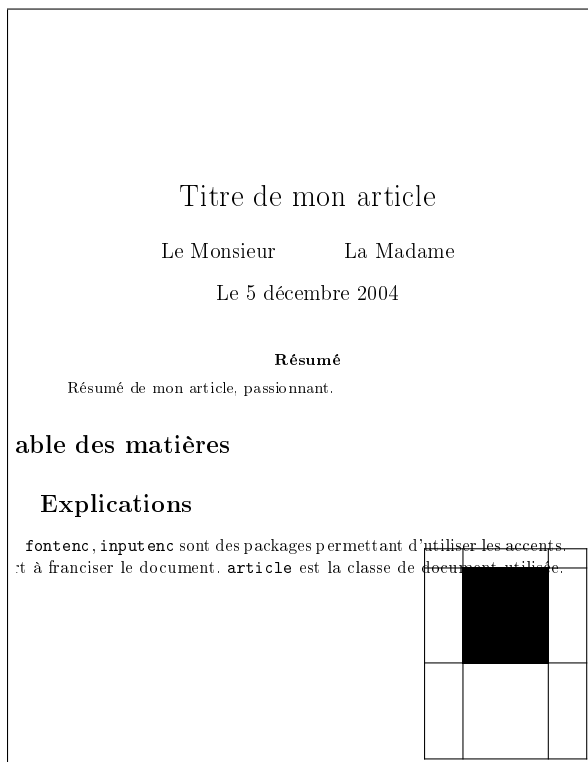 Titre de mon article
Le Monsieur La Madame
Le 5 décembre 2004
Résumé
Résumé de mon article, passionnant.
able des matières
Explications
fontenc, inputenc sont des packages permettant d'utiliser les accents.
rt à franciser le document. article est la classe de document utilisée.